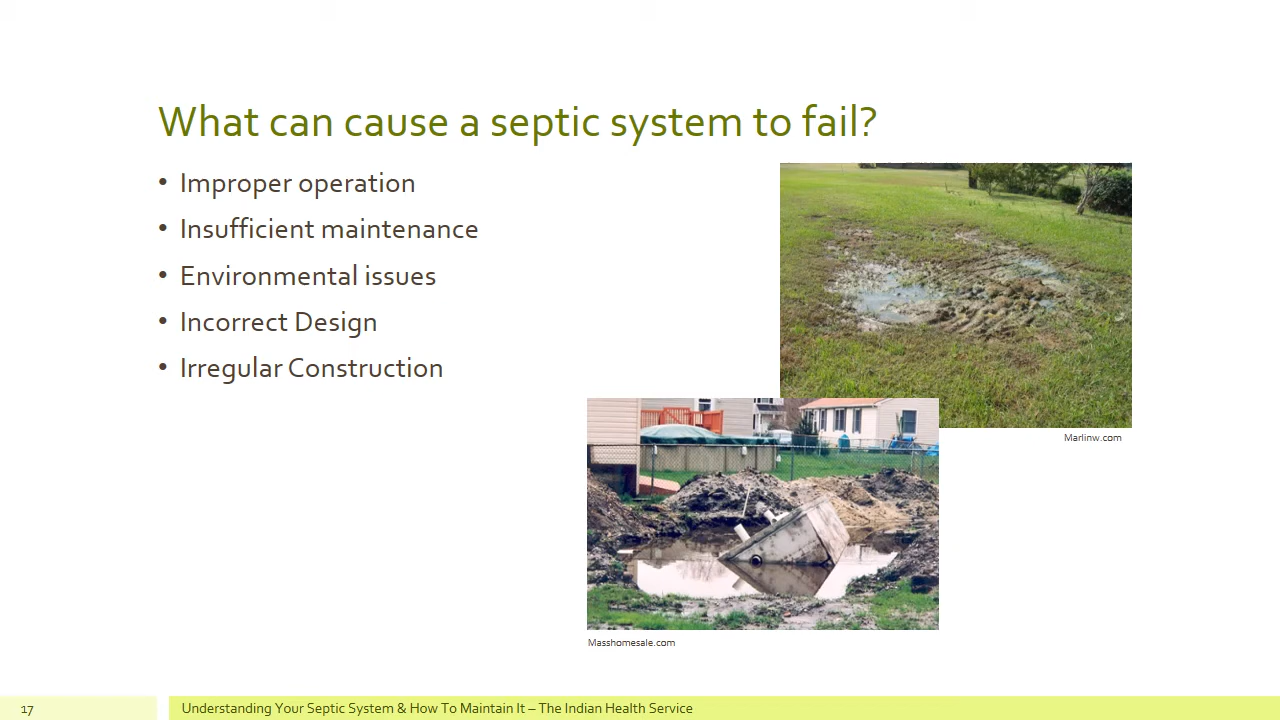 What can cause a septic system to fail?
• Improper operation
• Insufficient maintenance
• Environmental issues
• Incorrect Design
• Irregular Construction
Marlinw.com
Masshomesale.com
17
Understanding Your Septic System & How To Maintain It – The Indian Health Service